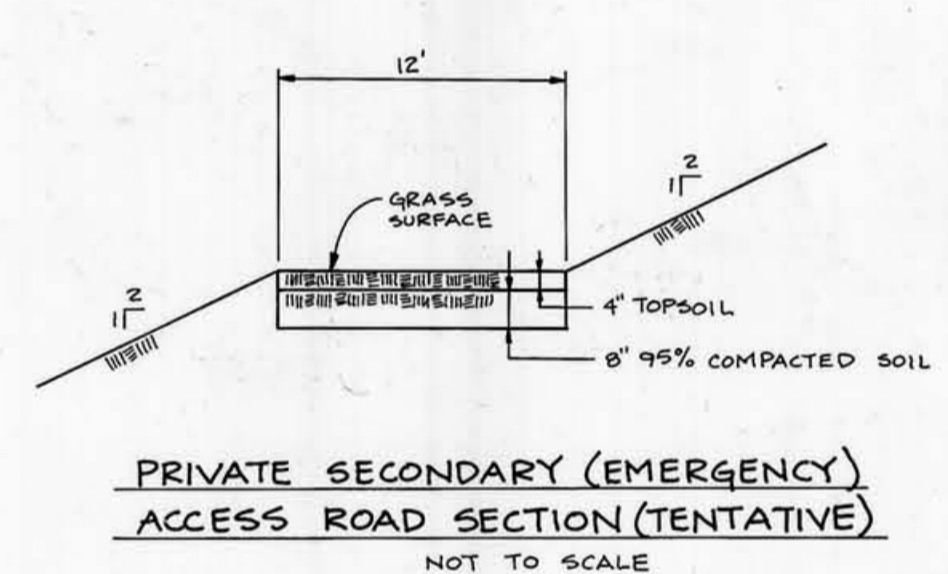 12'
GRASS
SURFACE
2
1
2
1
4" TOPSOIL
8" 95% COMPACTED SOIL
PRIVATE SECONDARY (EMERGENCY)
ACCESS ROAD SECTION (TENTATIVE)
NOT TO SCALE